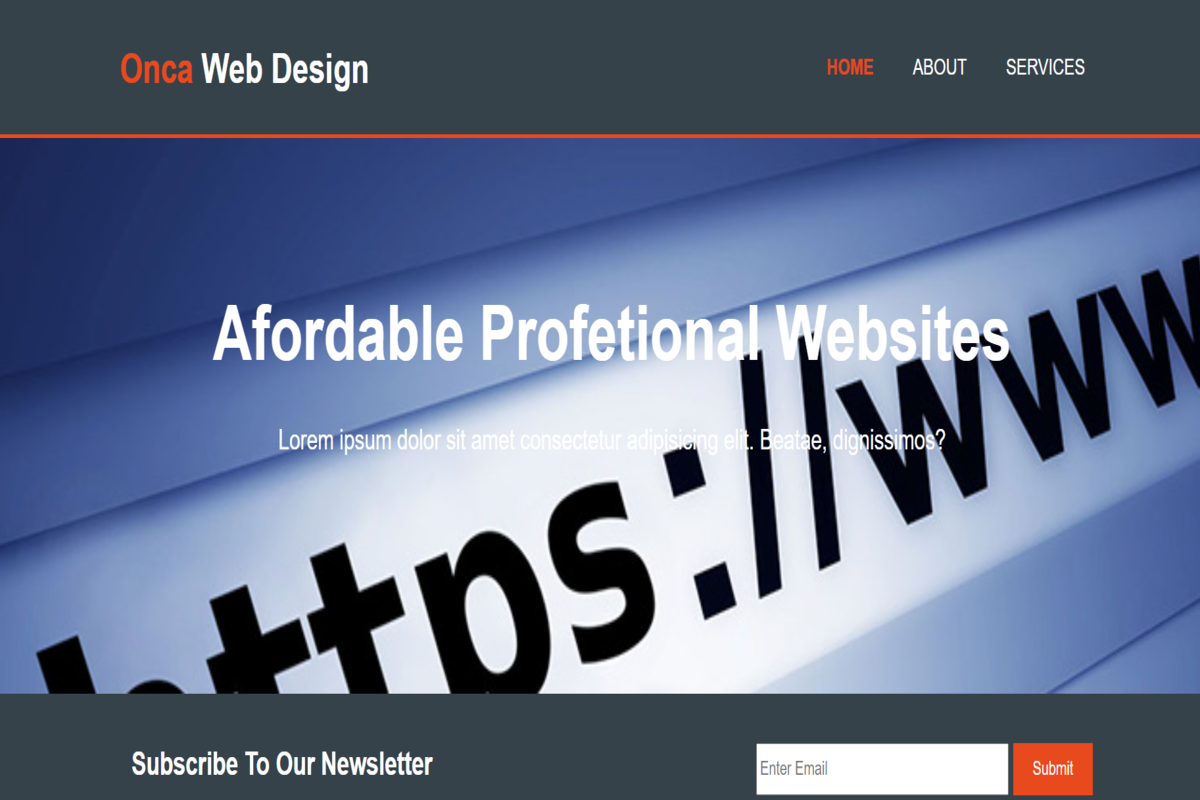 Onca Web Design
HOME ABOUT SERVICES
Afordable Profetional Websites
Lorem ipsum dolor sit amet consectetur adipisicing elit. Beatae, dignissimos?
https://www
Subscribe To Our Newsletter
Enter Email
Submit